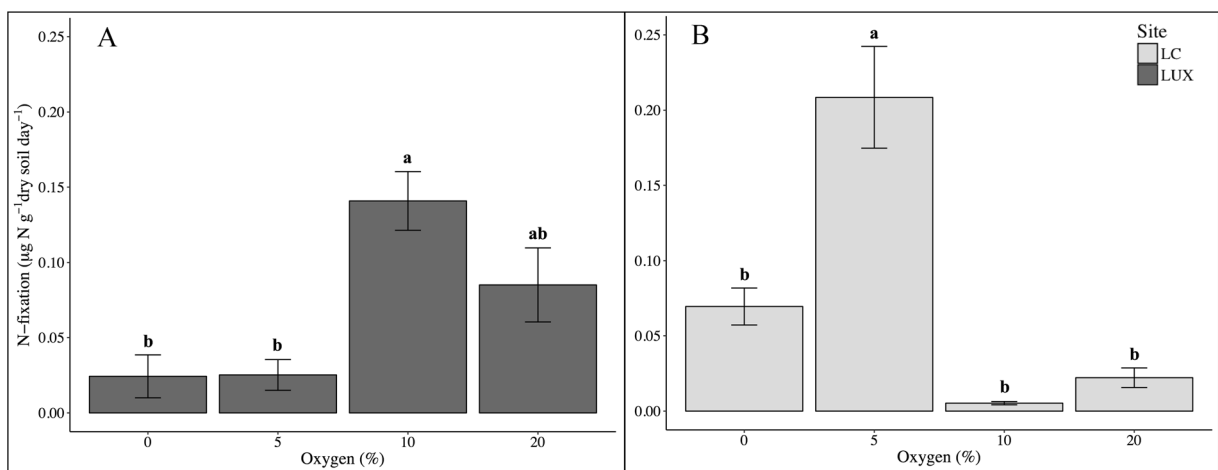 A
N−fixation (µg N g⁻¹dry soil day⁻¹)
0.25
0.20
0.15
0.10
0.05
0.00
b
b
a
ab
0
5
10
20
Oxygen (%)
B
Site
LC
LUX
0.25
0.20
0.15
0.10
0.05
0.00
b
a
b
b
0
5
10
20
Oxygen (%)